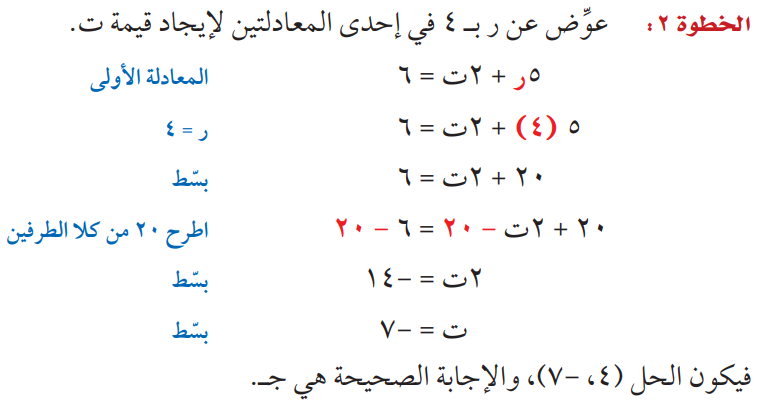 الخطوة ٢: عوِّض عن ر بـ ٤ في إحدى المعادلتين لإيجاد قيمة ت.
٥ر + ٢ت = ٦ المعادلة الأولى
٥ (٤) + ٢ت = ٦ ر = ٤
٢٠ + ٢ت = ٦ بسّط
٢٠ + ٢ت – ٢٠ = ٦ – ٢٠ اطرح ٢٠ من كلا الطرفين
٢ت = –١٤ بسّط
ت = –٧ بسّط
فيكون الحل (٤، –٧)، والإجابة الصحيحة هي جـ.